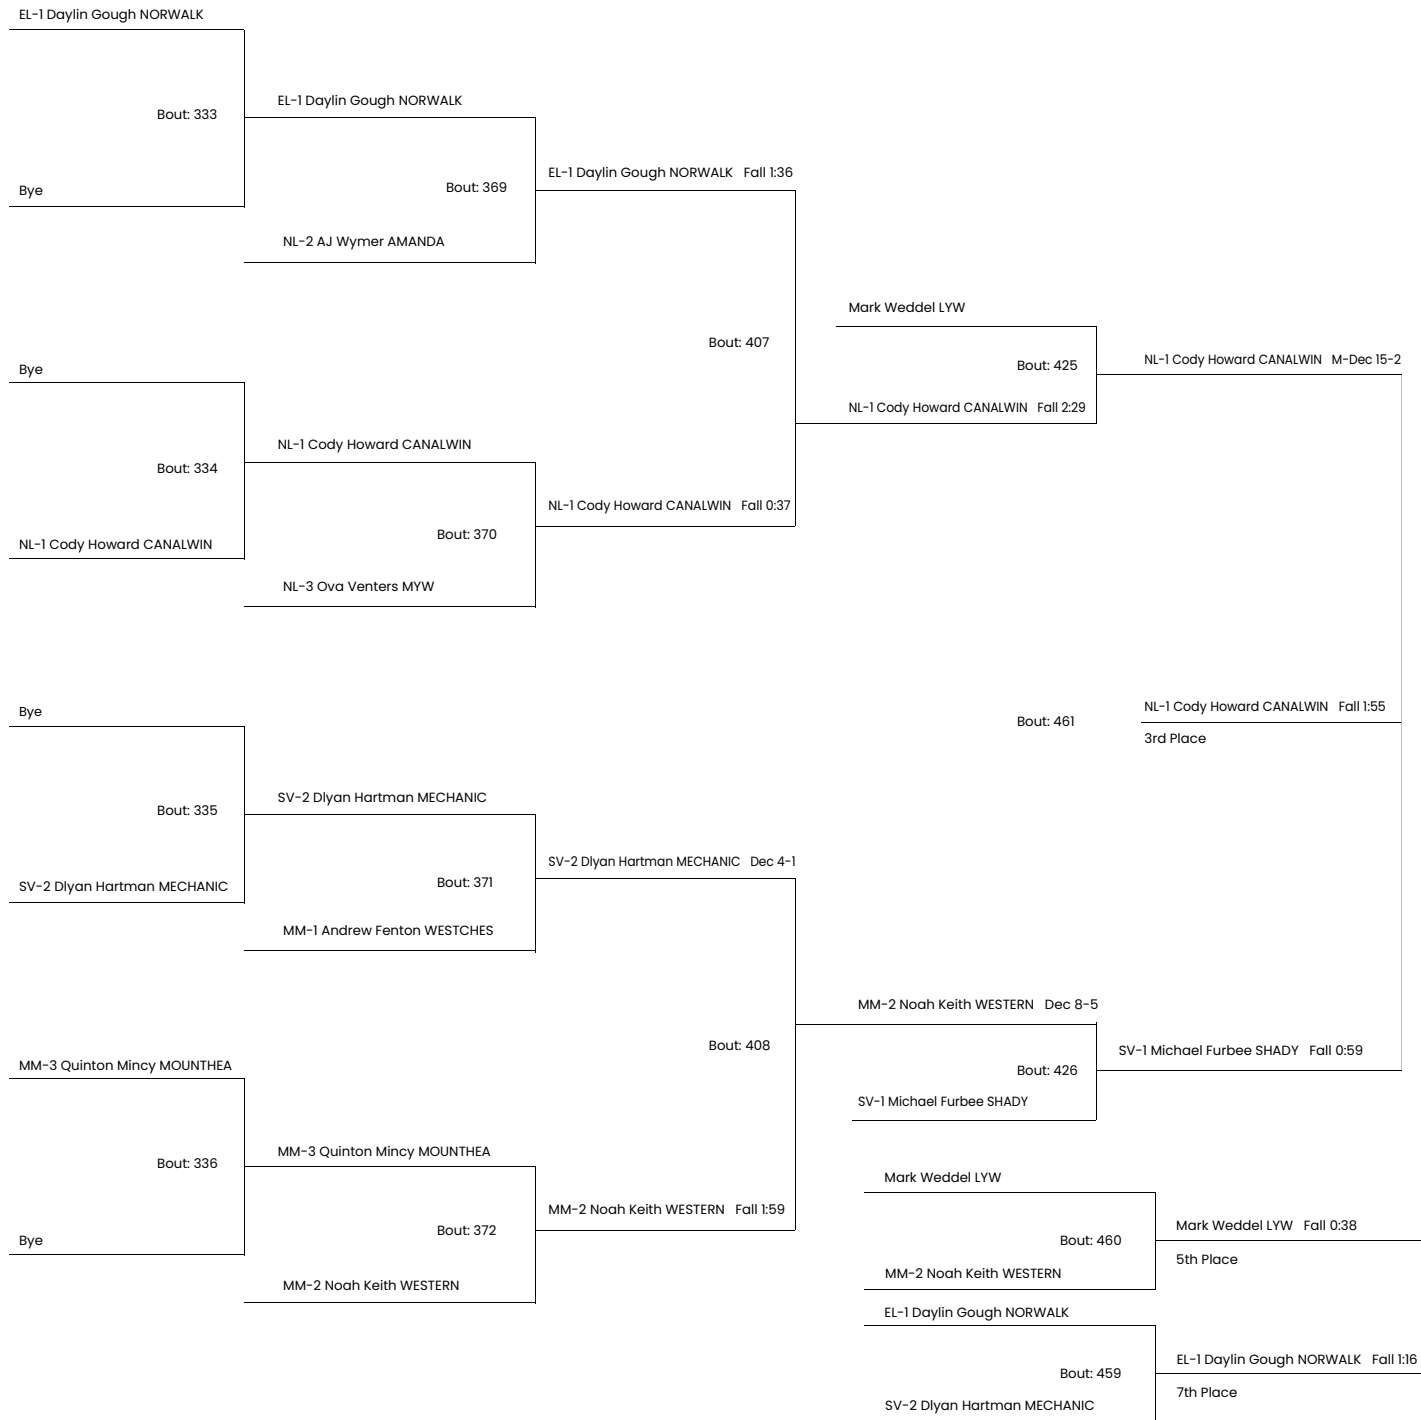 EL-1 Daylin Gough NORWALK
Bout: 333
Bye
EL-1 Daylin Gough NORWALK
Bout: 369
NL-2 AJ Wymer AMANDA
EL-1 Daylin Gough NORWALK Fall 1:36
Bye
Bout: 334
NL-1 Cody Howard CANALWIN
NL-1 Cody Howard CANALWIN
Bout: 370
NL-3 Ova Venters MYW
NL-1 Cody Howard CANALWIN Fall 0:37
Bout: 407
Mark Weddel LYW
Bout: 425
NL-1 Cody Howard CANALWIN Fall 2:29
NL-1 Cody Howard CANALWIN M-Dec 15-2
Bye
Bout: 335
SV-2 Dlyan Hartman MECHANIC
SV-2 Dlyan Hartman MECHANIC
Bout: 371
MM-1 Andrew Fenton WESTCHES
SV-2 Dlyan Hartman MECHANIC Dec 4-1
Bout: 461
NL-1 Cody Howard CANALWIN Fall 1:55
3rd Place
MM-3 Quinton Mincy MOUNTHEA
Bout: 336
Bye
MM-3 Quinton Mincy MOUNTHEA
Bout: 372
MM-2 Noah Keith WESTERN
MM-2 Noah Keith WESTERN Fall 1:59
Bout: 408
MM-2 Noah Keith WESTERN Dec 8-5
Bout: 426
SV-1 Michael Furbee SHADY
SV-1 Michael Furbee SHADY Fall 0:59
Mark Weddel LYW
Bout: 460
MM-2 Noah Keith WESTERN
Mark Weddel LYW Fall 0:38
5th Place
EL-1 Daylin Gough NORWALK
Bout: 459
SV-2 Dlyan Hartman MECHANIC
EL-1 Daylin Gough NORWALK Fall 1:16
7th Place